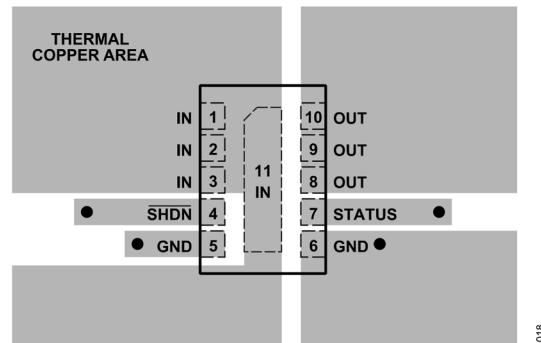 THERMAL
COPPER AREA
IN 1
IN 2
IN 3
SHDN 4
GND 5
11
IN
10 OUT
9 OUT
8 OUT
7 STATUS
6 GND
018